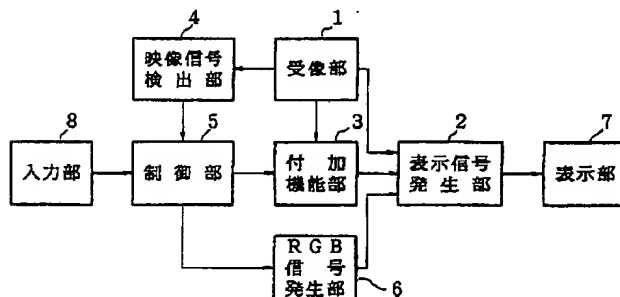 4
1
映像信号
検出部
受像部
8
5
3
2
7
入力部
制御部
付加
機能部
表示信号
発生部
表示部
RGB
信号
発生部
6